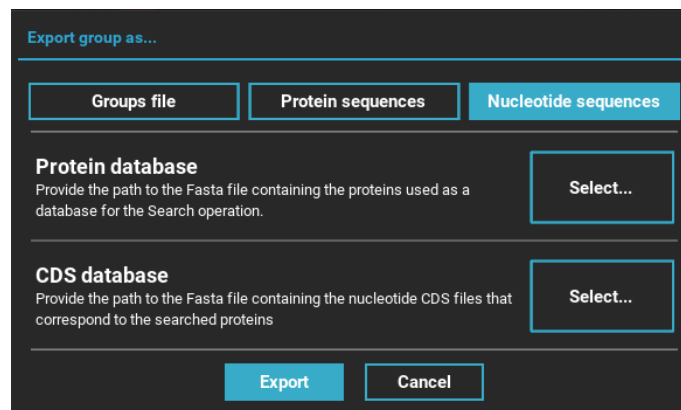 Export group as...
Groups file Protein sequences Nucleotide sequences
Protein database
Provide the path to the Fasta file containing the proteins used as a
database for the Search operation.
Select...
CDS database
Provide the path to the Fasta file containing the nucleotide CDS files that
correspond to the searched proteins
Select...
Export Cancel